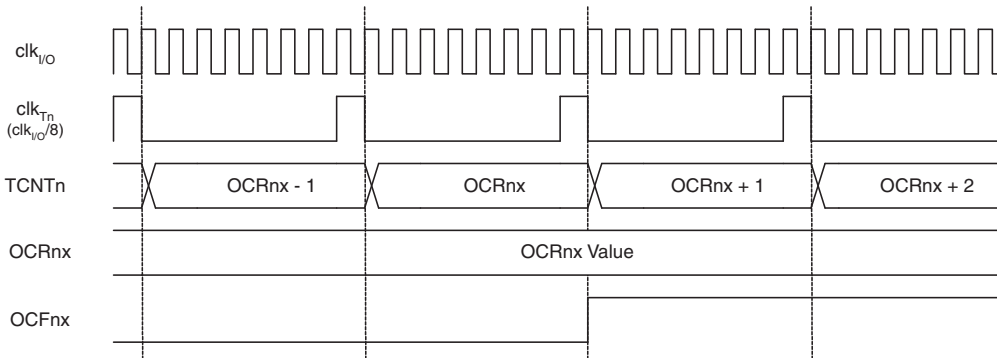 clkI/O
clkTn
(clkI/O/8)
TCNTn OCRnx - 1 OCRnx OCRnx + 1 OCRnx + 2
OCRnx OCRnx Value
OCFnx